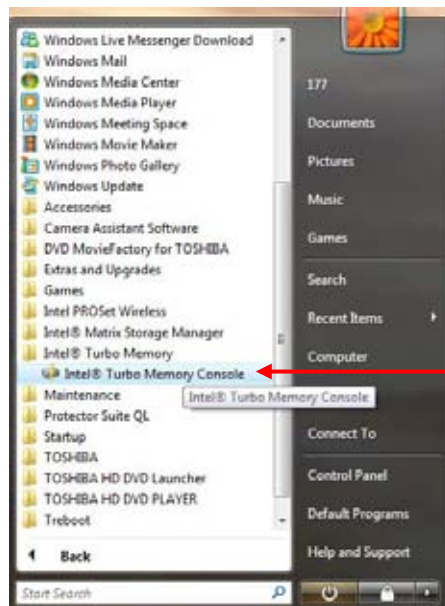 Windows Live Messenger Download
Windows Mail
Windows Media Center
Windows Media Player
Windows Meeting Space
Windows Movie Maker
Windows Photo Gallery
Windows Update
Accessories
Camera Assistant Software
DVD MovieFactory for TOSHIBA
Extras and Upgrades
Games
Intel PROSet Wireless
Intel® Matrix Storage Manager
Intel® Turbo Memory
Intel® Turbo Memory Console
Intel® Turbo Memory Console
Maintenance
Protector Suite QL
Startup
TOSHIBA
TOSHIBA HD DVD Launcher
TOSHIBA HD DVD PLAYER
Treboot
Back
Start Search
177
Documents
Pictures
Music
Games
Search
Recent Items
Computer
Connect To
Control Panel
Default Programs
Help and Support